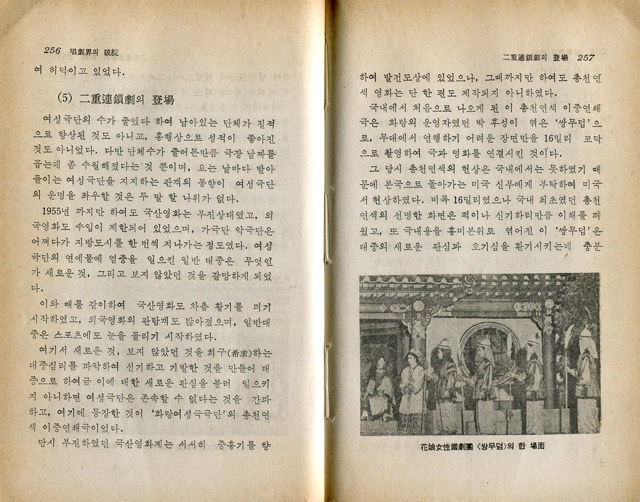 256 唱劇界의 破綻
여 허덕이고 있었다.
(5) 二重連鎖劇의 登場
여성극단의 수가 줄었다 하여 남아있는 단체가 질적
으로 향상된 것도 아니고, 흥행상으로 성적이 좋아진
것도 아니었다. 다만 단체수가 줄어든만큼 극장 날짜를
꼽는데 좀 수월해졌다는 것 뿐이며, 요는 날마다 발아
들이는 여성극단을 지지하는 관객의 동향이 여성극단
의 운명을 좌우할 것은 두 말 할 나위가 없다.
1955년 까지만 하여도 국산영화는 부진상태였고, 외
국영화도 수입이 제한되어 있었으며, 가극단 악극단은
어쩌다가 지방도시를 한 번씩 지나가는 정도였다. 여성
극단의 연예물에 염증을 일으킨 일반 대중은 무엇인
가 새로운 것, 그리고 보지 않았던 것을 갈망하게 되었
다.
이와 때를 같이하여 국산영화도 차츰 활기를 띄기
시작하였고, 외국영화의 관람객도 많아졌으며, 일반대
중은 스포츠에도 눈을 돌리기 시작하였다.
여기서 새로운 것, 보지 않았던 것을 희구(希求)하는
대중심리를 파악하여 신기하고 기발한 것을 만들어 대
중으로 하여금 이에 대한 새로운 관심을 불러 일으키
지 아니하면 여성극단은 존속할 수 없다는 것을 간파
하고, 여기에 등장한 것이 '화랑여성국극단'의 총천연
색 이중연쇄극이었다.
당시 부진하였던 국산영화계는 서서히 중흥기를 향
二重連鎖劇의 登場 257
하여 발전도상에 있었으나, 그때까지만 하여도 총천연
색 영화는 단 한 편도 제작되지 아니하였다.
국내에서 처음으로 나오게 된 이 총천연색 이중연쇄
극은 화랑의 운영자였던 박 후성이 엮은 '쌍무덤'으
로, 무대에서 연행하기 어려운 장면만을 16밀리 코닥
으로 촬영하여 극과 영화를 연결시킨 것이다.
그 당시 총천연색의 현상은 국내에서는 못하였기 때
문에 본국으로 돌아가는 미국 신부에게 부탁하여 미국
서 현상하였다. 비록 16밀리였으나 국내 최초였던 총천
연색의 선명한 화면은 퍽이나 신기하리만큼 이채를 띄
웠고, 또 극내용을 흥미본위로 엮어진 이 '쌍무덤'은
대중의 새로운 관심과 호기심을 환기시키는데 충분
花娘女性國劇團 〈쌍무덤〉의 한 場面